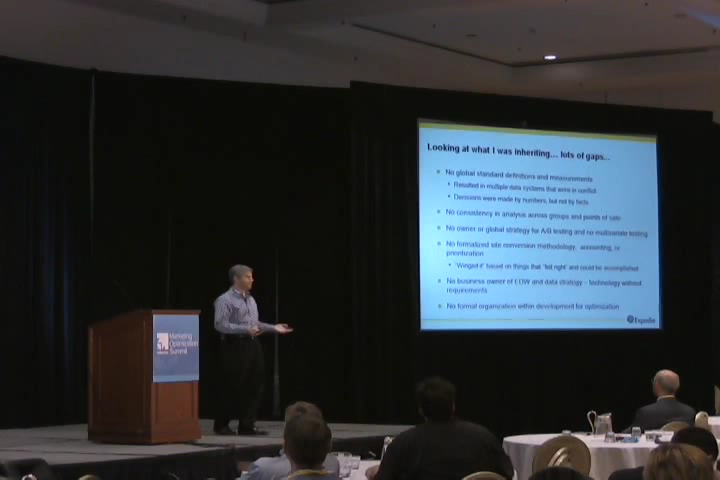 Looking at what I was inheriting... lots of gaps...
No global standard definitions and measurements
Resulted in multiple data systems that were in conflict
Decisions were made by numbers, but not by facts
No consistency in analysis across groups and points of sale
No owner or global strategy for A/B testing and no multivariate testing
No formalized site conversion methodology, accounting, or
prioritization
"Winged it" based on things that "felt right" and could be accomplished
No business owner of EDW and data strategy – technology without
requirements
No formal organization within development for optimization
Expedia
Marketing
Optimization
Summit